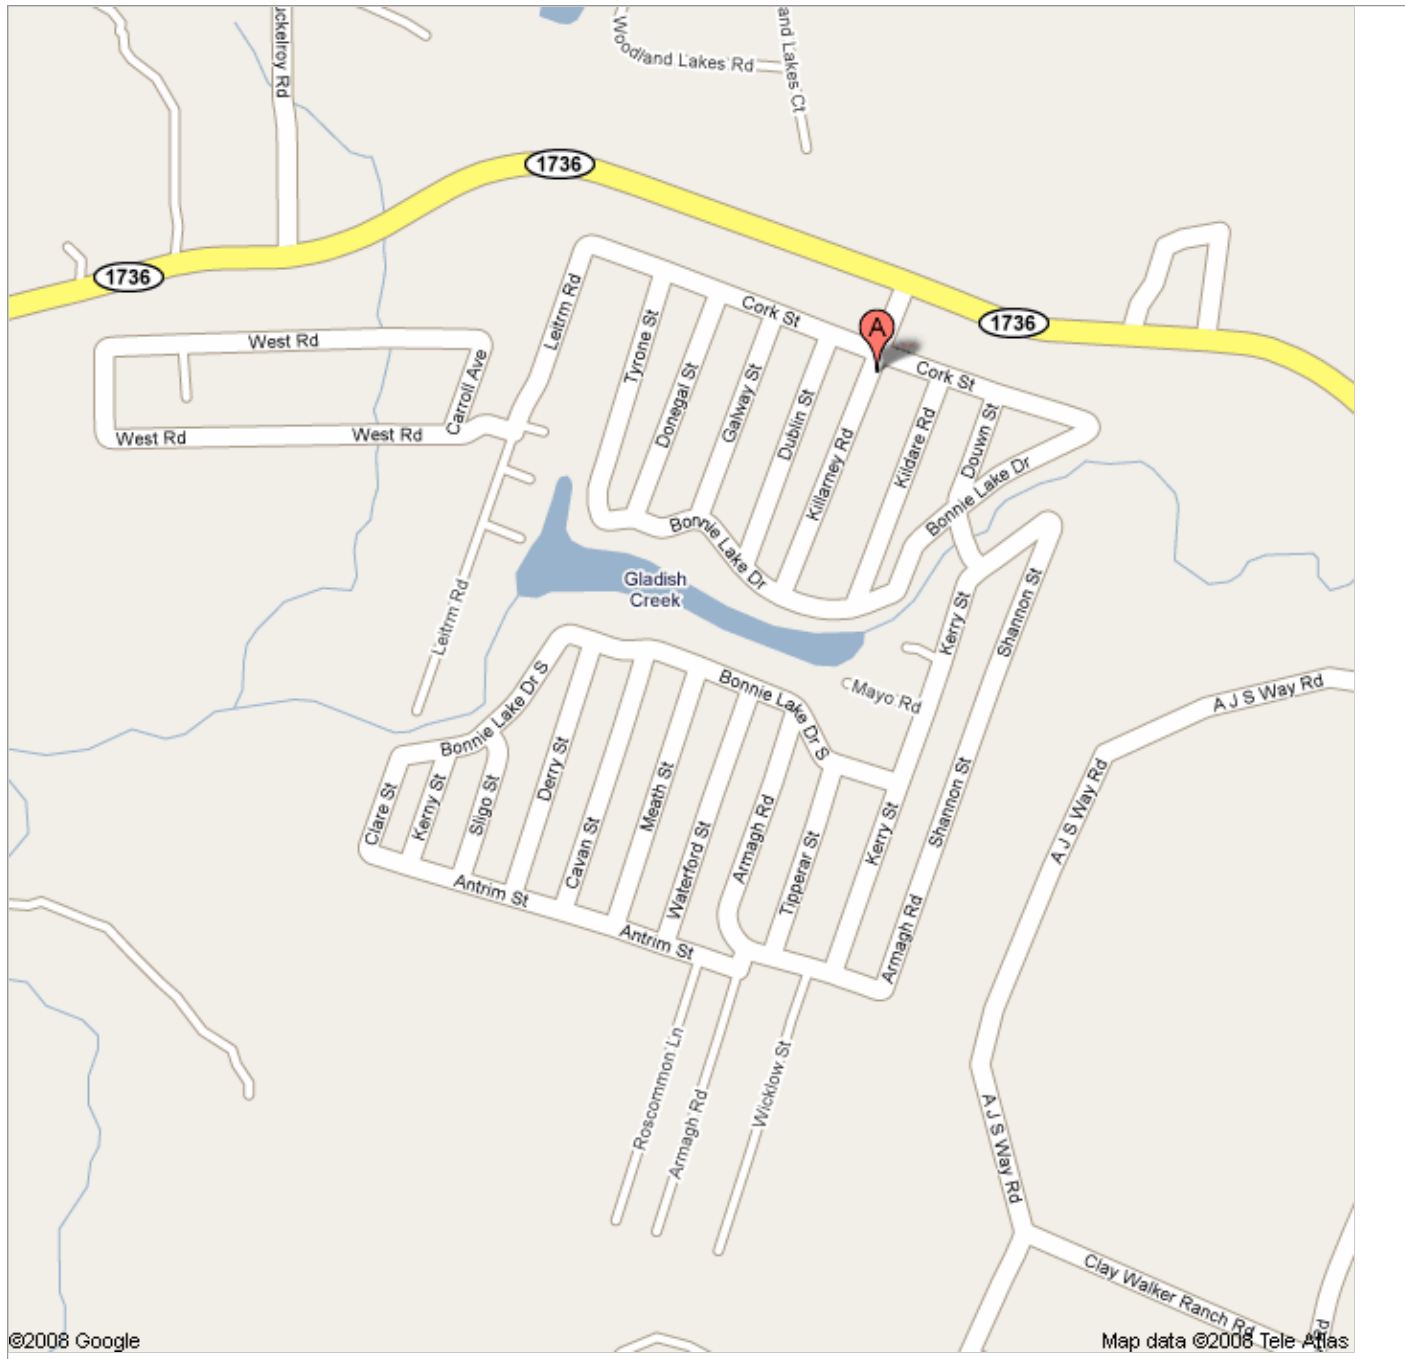 uckelroy Rd
Woodland Lakes Rd
and Lakes Ct
1736
1736
1736
Leitrm Rd
Cork St
West Rd
Carroll Ave
Tyrone St
Donegal St
Galway St
Dublin St
A
Killarney Rd
Cork St
Kildare Rd
Douwn St
West Rd
West Rd
Bonnie Lake Dr
Bonnie Lake Dr
Gladish
Creek
Leitrm Rd
Kerry St
Shannon St
Mayo Rd
A J S Way Rd
Bonnie Lake Dr S
Bonnie Lake Dr S
Clare St
Kerny St
Sligo St
Derry St
Cavan St
Meath St
Waterford St
Armagh Rd
Tipperar St
Kerry St
Shannon St
A J S Way Rd
Antrim St
Antrim St
Armagh Rd
Roscommon Ln
Armagh Rd
Wicklow St
A J S Way Rd
Clay Walker Ranch Rd
Rd
©2008 Google
Map data ©2008 Tele Atlas